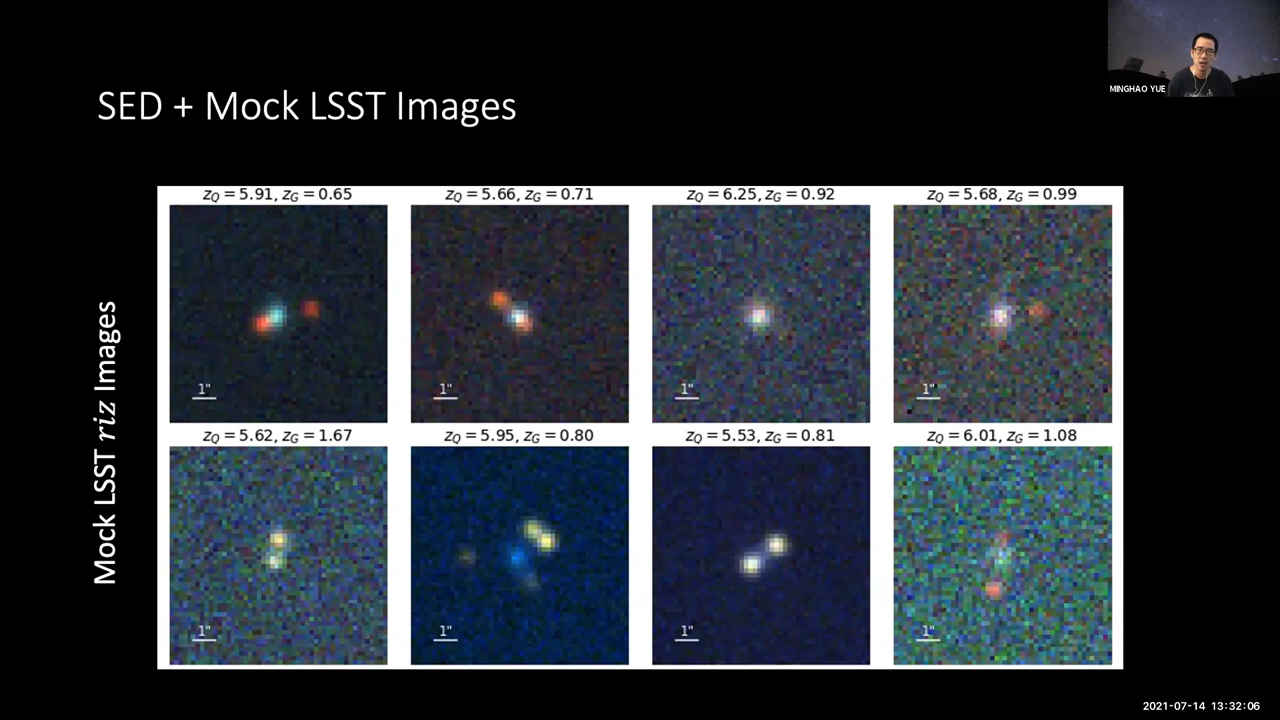 MINGHAO YUE
SED + Mock LSST Images
Mock LSST riz Images
z_Q = 5.91, z_G = 0.65
z_Q = 5.66, z_G = 0.71
z_Q = 6.25, z_G = 0.92
z_Q = 5.68, z_G = 0.99
1"
1"
1"
1"
z_Q = 5.62, z_G = 1.67
z_Q = 5.95, z_G = 0.80
z_Q = 5.53, z_G = 0.81
z_Q = 6.01, z_G = 1.08
1"
1"
1"
1"
2021-07-14 13:32:06